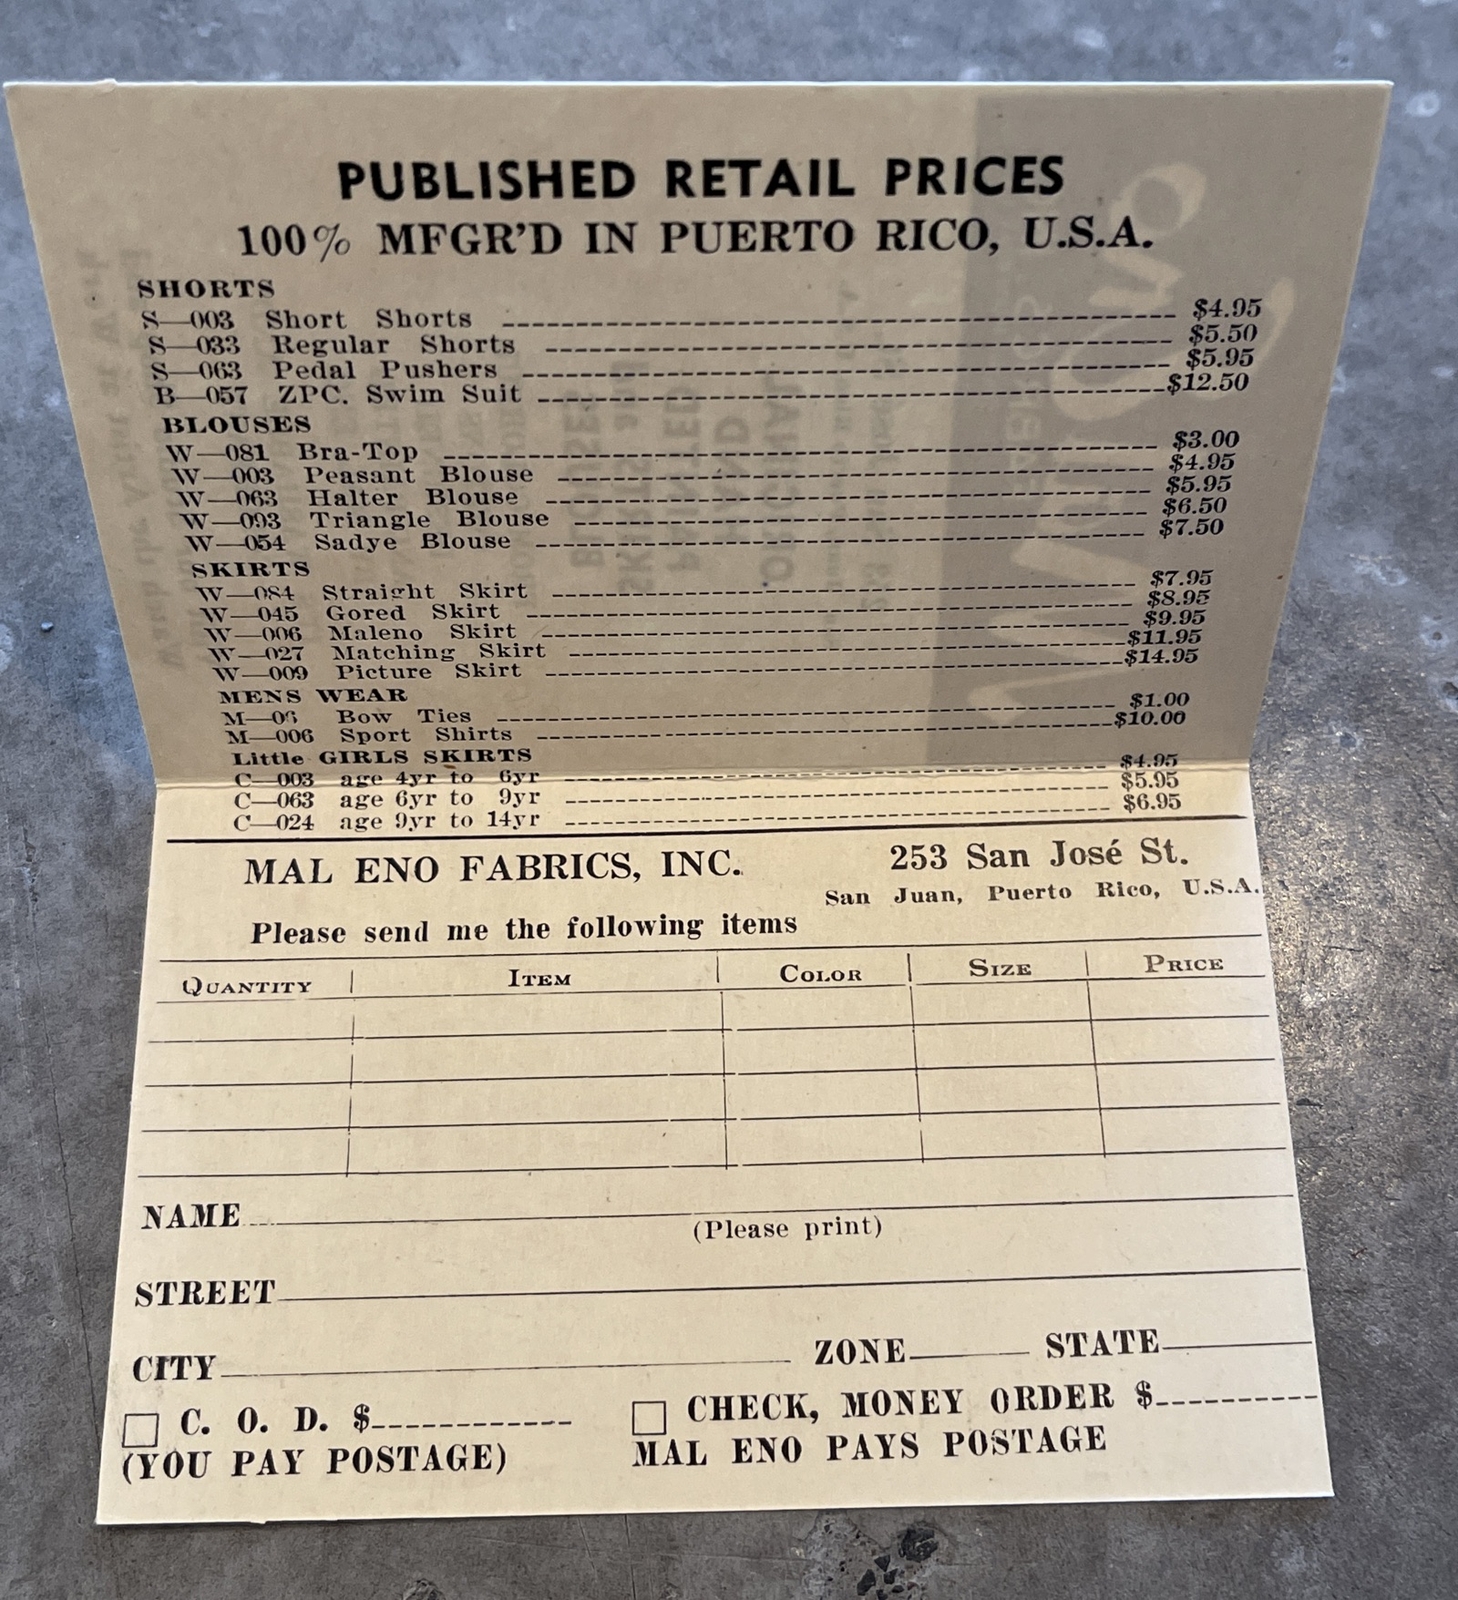 PUBLISHED RETAIL PRICES
100% MFGR'D IN PUERTO RICO, U.S.A.
SHORTS
S—003 Short Shorts $4.95
S—033 Regular Shorts $5.50
S—063 Pedal Pushers $5.95
B—057 ZPC. Swim Suit $12.50
BLOUSES
W—081 Bra-Top $3.00
W—003 Peasant Blouse $4.95
W—063 Halter Blouse $5.95
W—093 Triangle Blouse $6.50
W—054 Sadye Blouse $7.50
SKIRTS
W—084 Straight Skirt $7.95
W—045 Gored Skirt $8.95
W—006 Maleno Skirt $9.95
W—027 Matching Skirt $11.95
W—009 Picture Skirt $14.95
MENS WEAR
M—06 Bow Ties $1.00
M—006 Sport Shirts $10.00
Little GIRLS SKIRTS
C—003 age 4yr to 6yr $4.95
C—063 age 6yr to 9yr $5.95
C—024 age 9yr to 14yr $6.95
MAL ENO FABRICS, INC. 253 San José St.
San Juan, Puerto Rico, U.S.A.
Please send me the following items
QUANTITY ITEM COLOR SIZE PRICE
NAME
(Please print)
STREET
CITY ZONE STATE
C. O. D. $ CHECK, MONEY ORDER $
(YOU PAY POSTAGE) MAL ENO PAYS POSTAGE